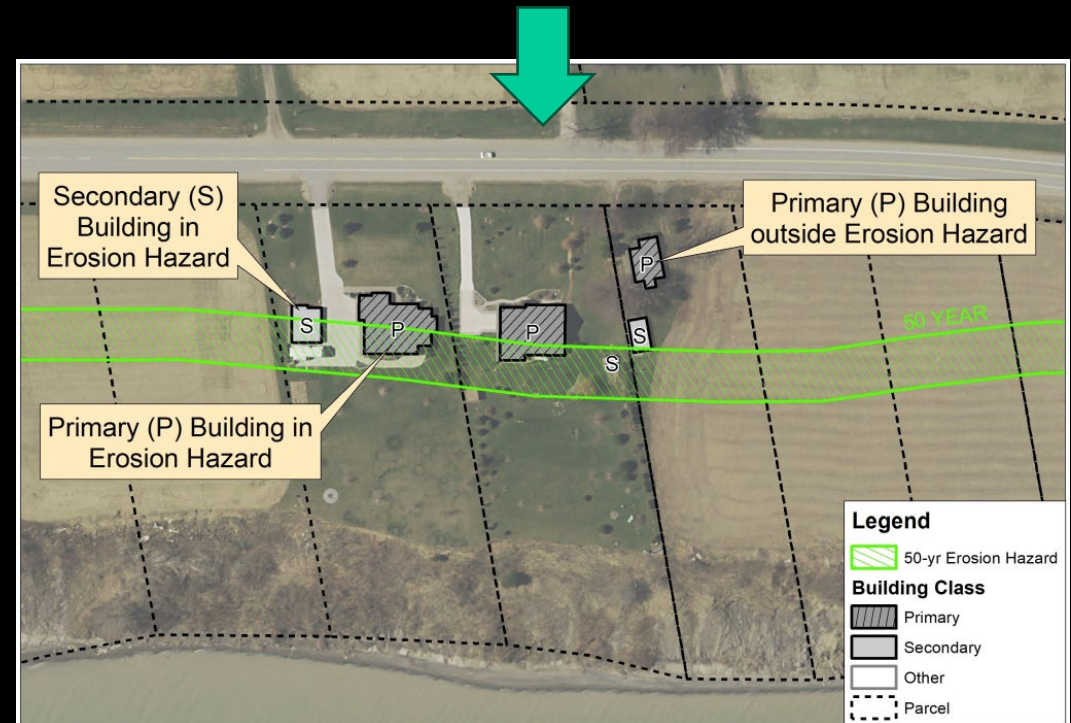 Secondary (S)
Building in
Erosion Hazard
Primary (P) Building
outside Erosion Hazard
P
50 YEAR
S
P
P
S
S
Primary (P) Building in
Erosion Hazard
Legend
50-yr Erosion Hazard
Building Class
Primary
Secondary
Other
Parcel